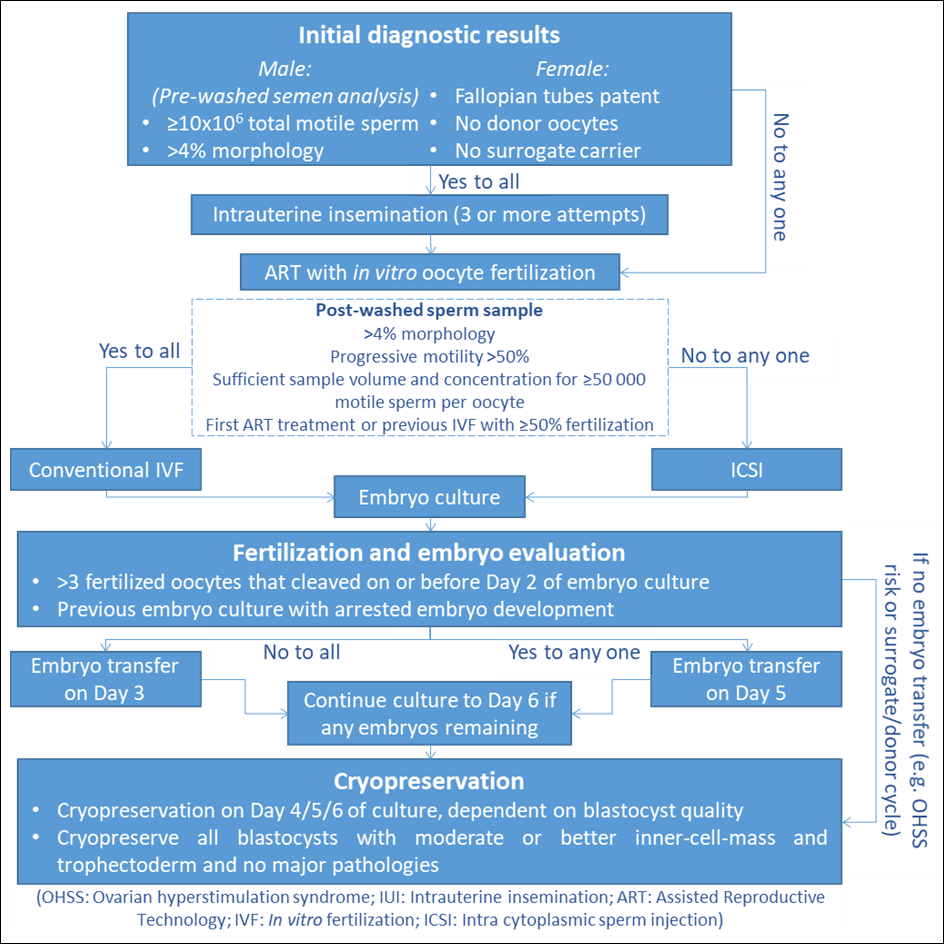 Initial diagnostic results
Male:
(Pre-washed semen analysis)
• ≥10x10⁶ total motile sperm
• >4% morphology
Female:
• Fallopian tubes patent
• No donor oocytes
• No surrogate carrier
No to any one
Yes to all
Intrauterine insemination (3 or more attempts)
ART with in vitro oocyte fertilization
Post-washed sperm sample
>4% morphology
Progressive motility >50%
Sufficient sample volume and concentration for ≥50 000
motile sperm per oocyte
First ART treatment or previous IVF with ≥50% fertilization
Yes to all
No to any one
Conventional IVF
ICSI
Embryo culture
Fertilization and embryo evaluation
• >3 fertilized oocytes that cleaved on or before Day 2 of embryo culture
• Previous embryo culture with arrested embryo development
If no embryo transfer (e.g. OHSS
risk or surrogate/donor cycle)
No to all
Yes to any one
Embryo transfer
on Day 3
Embryo transfer
on Day 5
Continue culture to Day 6 if
any embryos remaining
Cryopreservation
• Cryopreservation on Day 4/5/6 of culture, dependent on blastocyst quality
• Cryopreserve all blastocysts with moderate or better inner-cell-mass and
trophectoderm and no major pathologies
(OHSS: Ovarian hyperstimulation syndrome; IUI: Intrauterine insemination; ART: Assisted Reproductive
Technology; IVF: In vitro fertilization; ICSI: Intra cytoplasmic sperm injection)